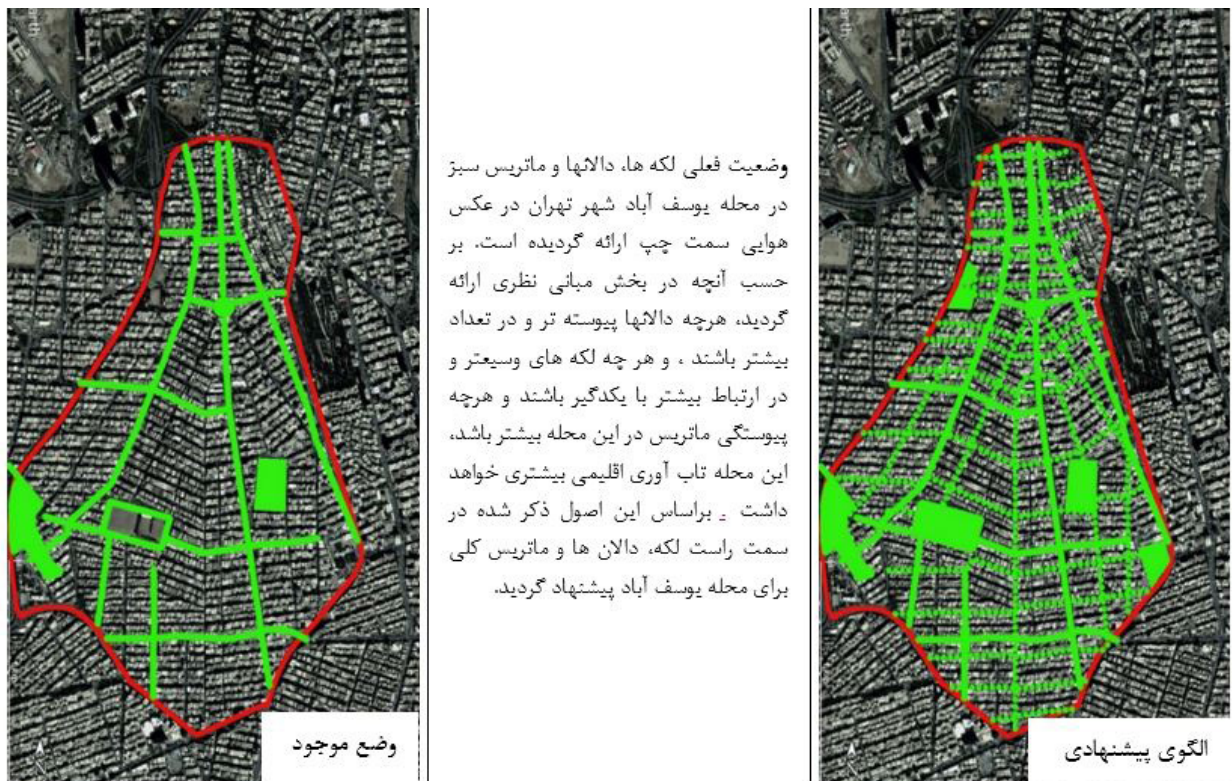 وضعیت فعلی لکه ها، دالانها و ماتریس سبز
در محله یوسف آباد شهر تهران در عکس
هوایی سمت چپ ارائه گردیده است. بر
حسب آنچه در بخش مبانی نظری ارائه
گردید، هرچه دالانها پیوسته تر و در تعداد
بیشتر باشند ، و هر چه لکه های وسیعتر و
در ارتباط بیشتر با یکدگیر باشند و هرچه
پیوستگی ماتریس در این محله بیشتر باشد،
این محله تاب آوری اقلیمی بیشتری خواهد
داشت . براساس این اصول ذکر شده در
سمت راست لکه، دالان ها و ماتریس کلی
برای محله یوسف آباد پیشنهاد گردید.
الگوی پیشنهادی
وضع موجود